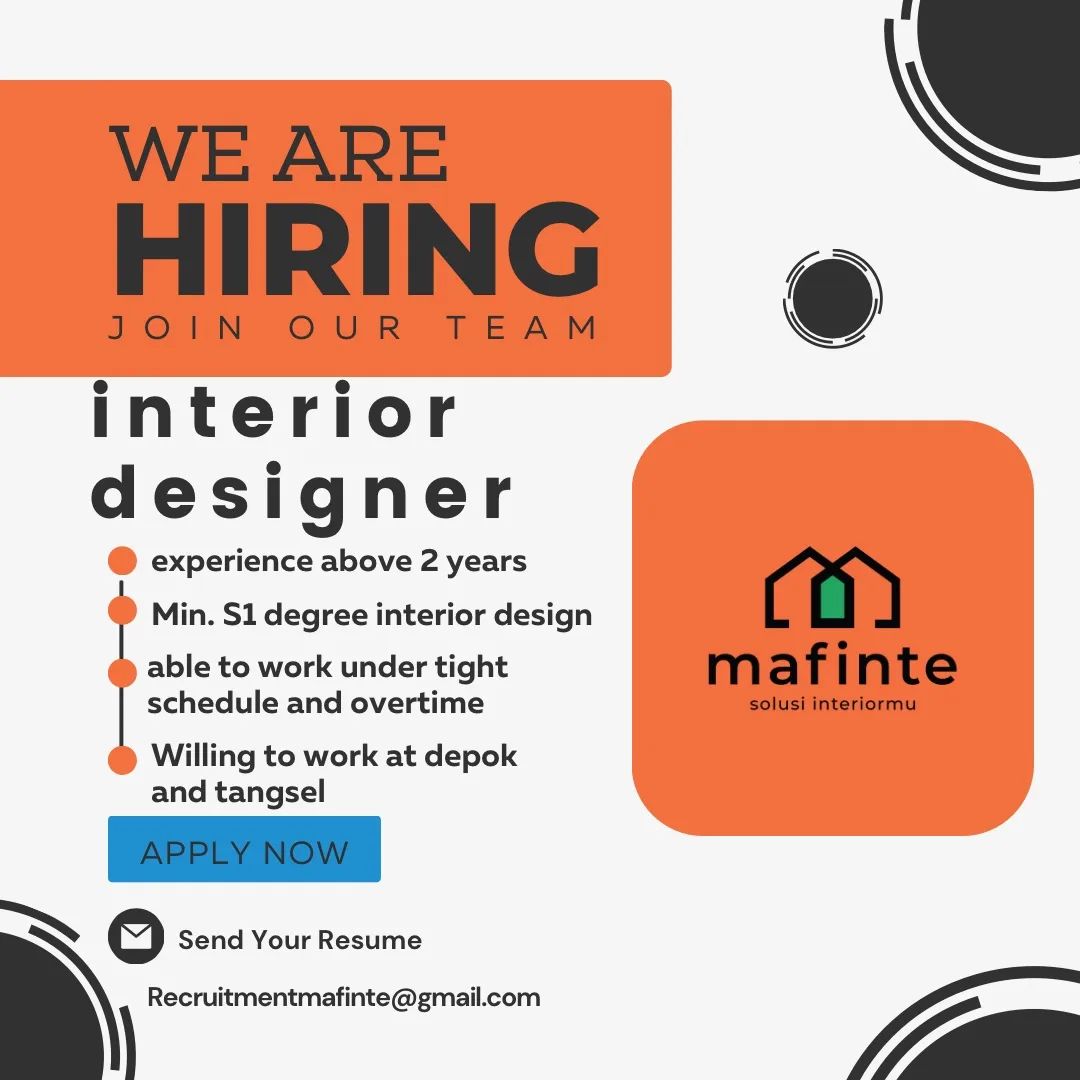 WE ARE
HIRING
JOIN OUR TEAM
interior
designer
experience above 2 years
Min. S1 degree interior design
able to work under tight
schedule and overtime
Willing to work at depok
and tangsel
APPLY NOW
Send Your Resume
Recruitmentmafinte@gmail.com
mafinte
solusi interiormu